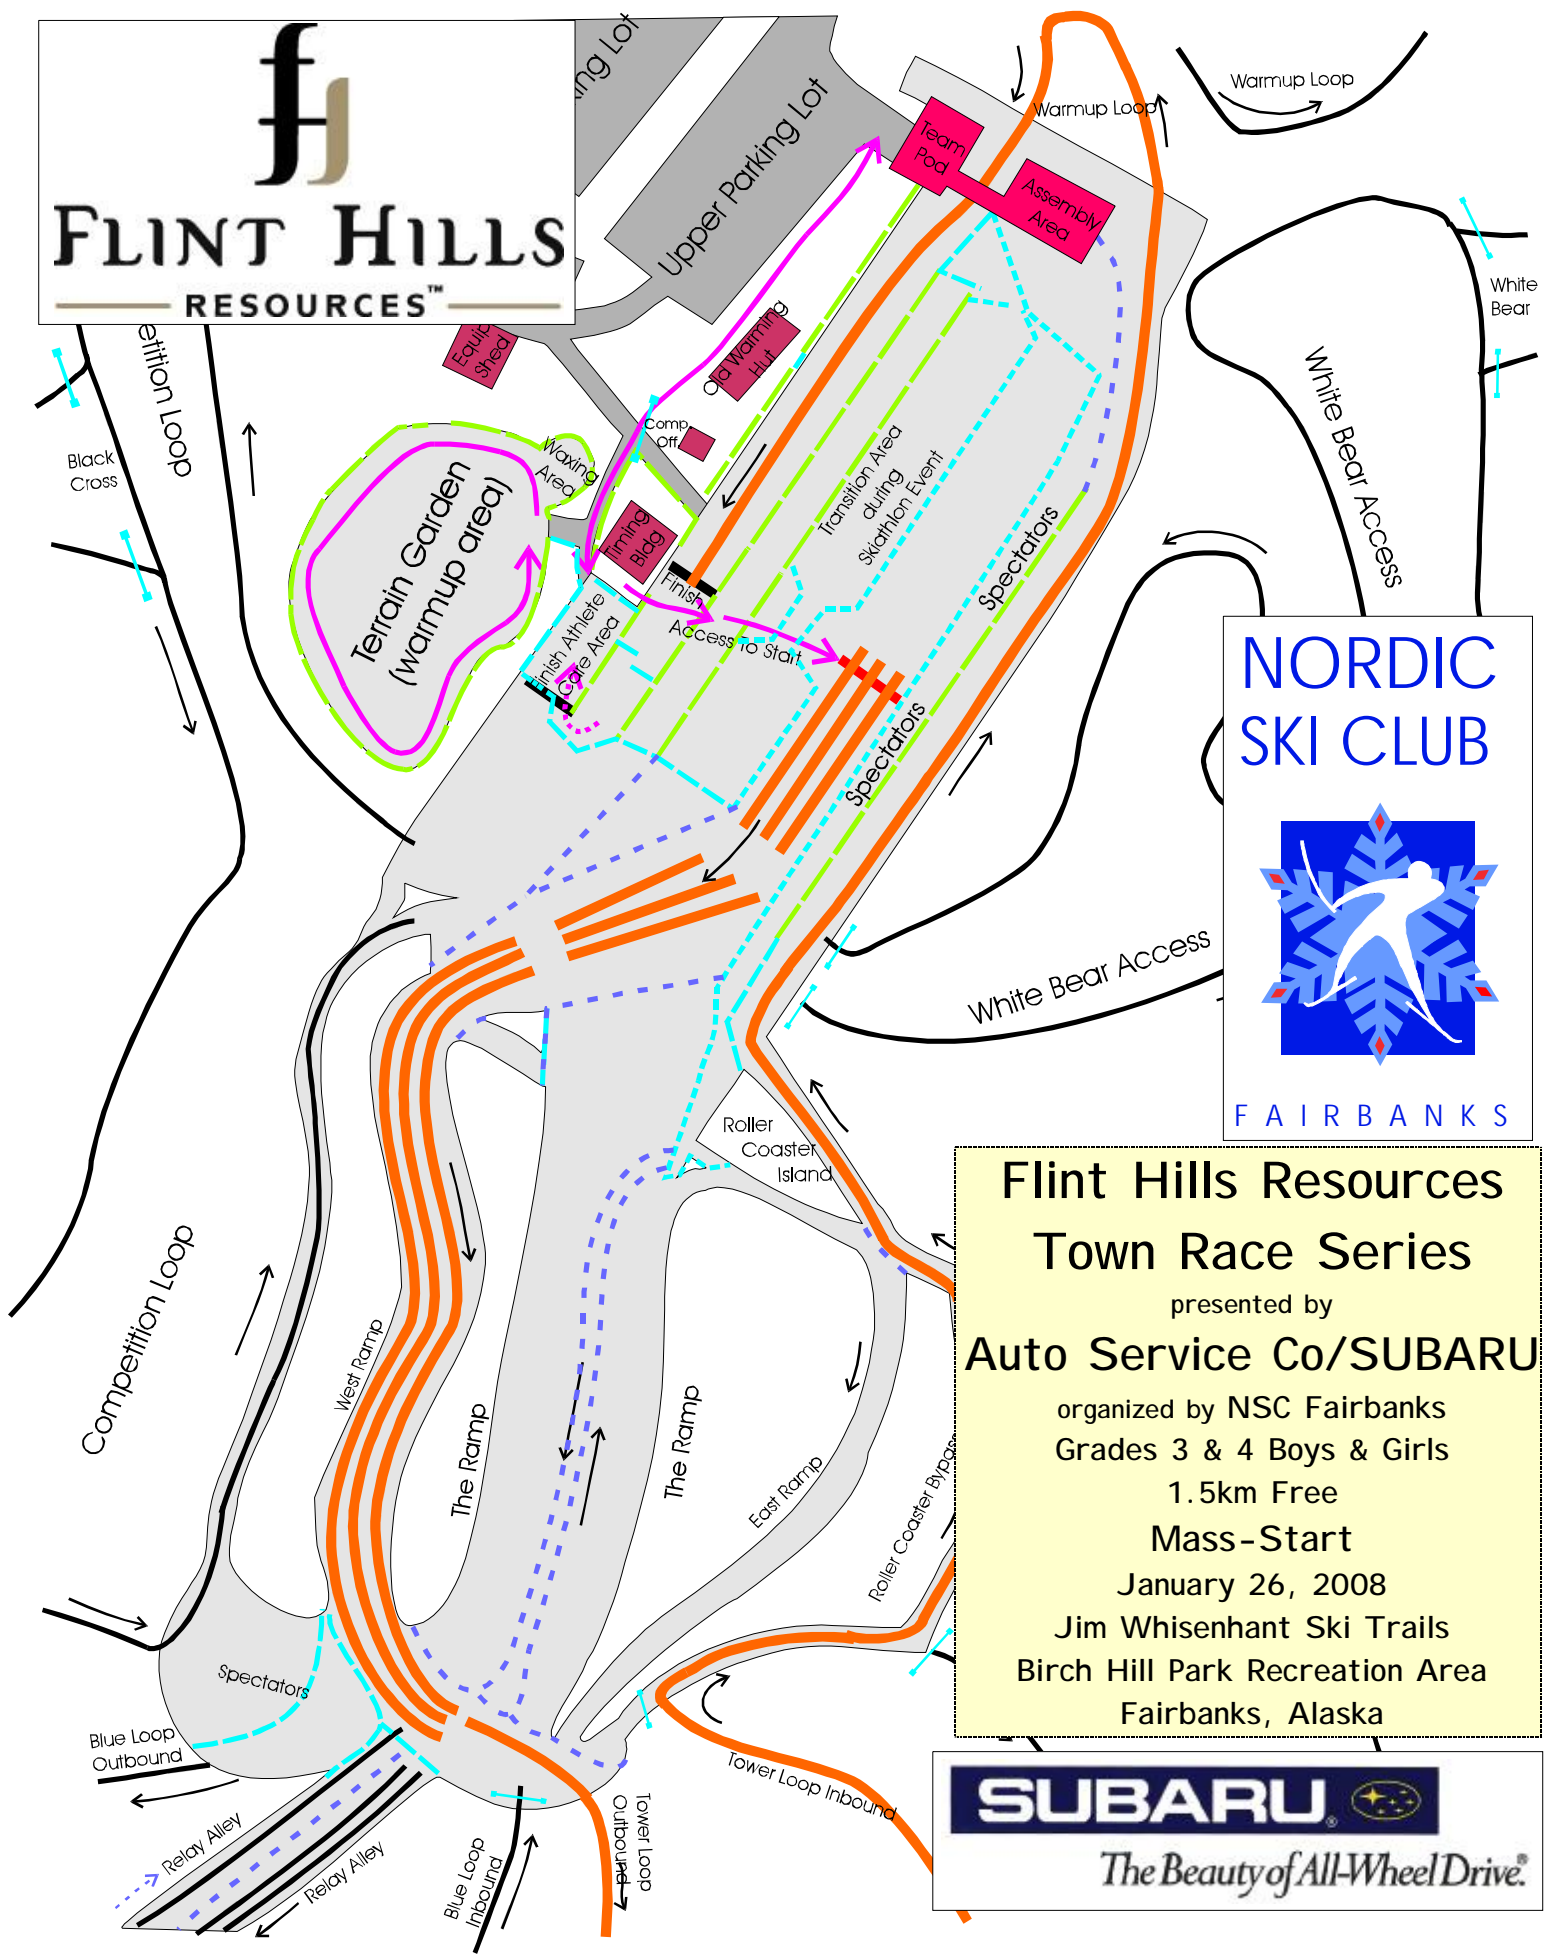 FLINT HILLS
RESOURCES™
ing Lot
Upper Parking Lot
Team
Pod
Assembly
Area
Warmup Loop
Warmup Loop
White
Bear
White Bear Access
Equip
Shed
Old Warming
Hut
Comp.
Off.
etition Loop
Black
Cross
Waxing
Area
Terrain Garden
(warmup area)
Timing
Bldg
Finish
Transition Area
during
Skiathlon Event
Spectators
Access To Start
Finish Athlete
Care Area
Spectators
NORDIC
SKI CLUB
FAIRBANKS
White Bear Access
Roller
Coaster
Island
Competition Loop
West Ramp
The Ramp
The Ramp
East Ramp
Roller Coaster Bypas
Flint Hills Resources
Town Race Series
presented by
Auto Service Co/SUBARU
organized by NSC Fairbanks
Grades 3 & 4 Boys & Girls
1.5km Free
Mass-Start
January 26, 2008
Jim Whisenhant Ski Trails
Birch Hill Park Recreation Area
Fairbanks, Alaska
Spectators
Blue Loop
Outbound
Relay Alley
Relay Alley
Blue Loop
Inbound
Tower Loop
Outbound
Tower Loop Inbound
SUBARU®
The Beauty of All-Wheel Drive.®